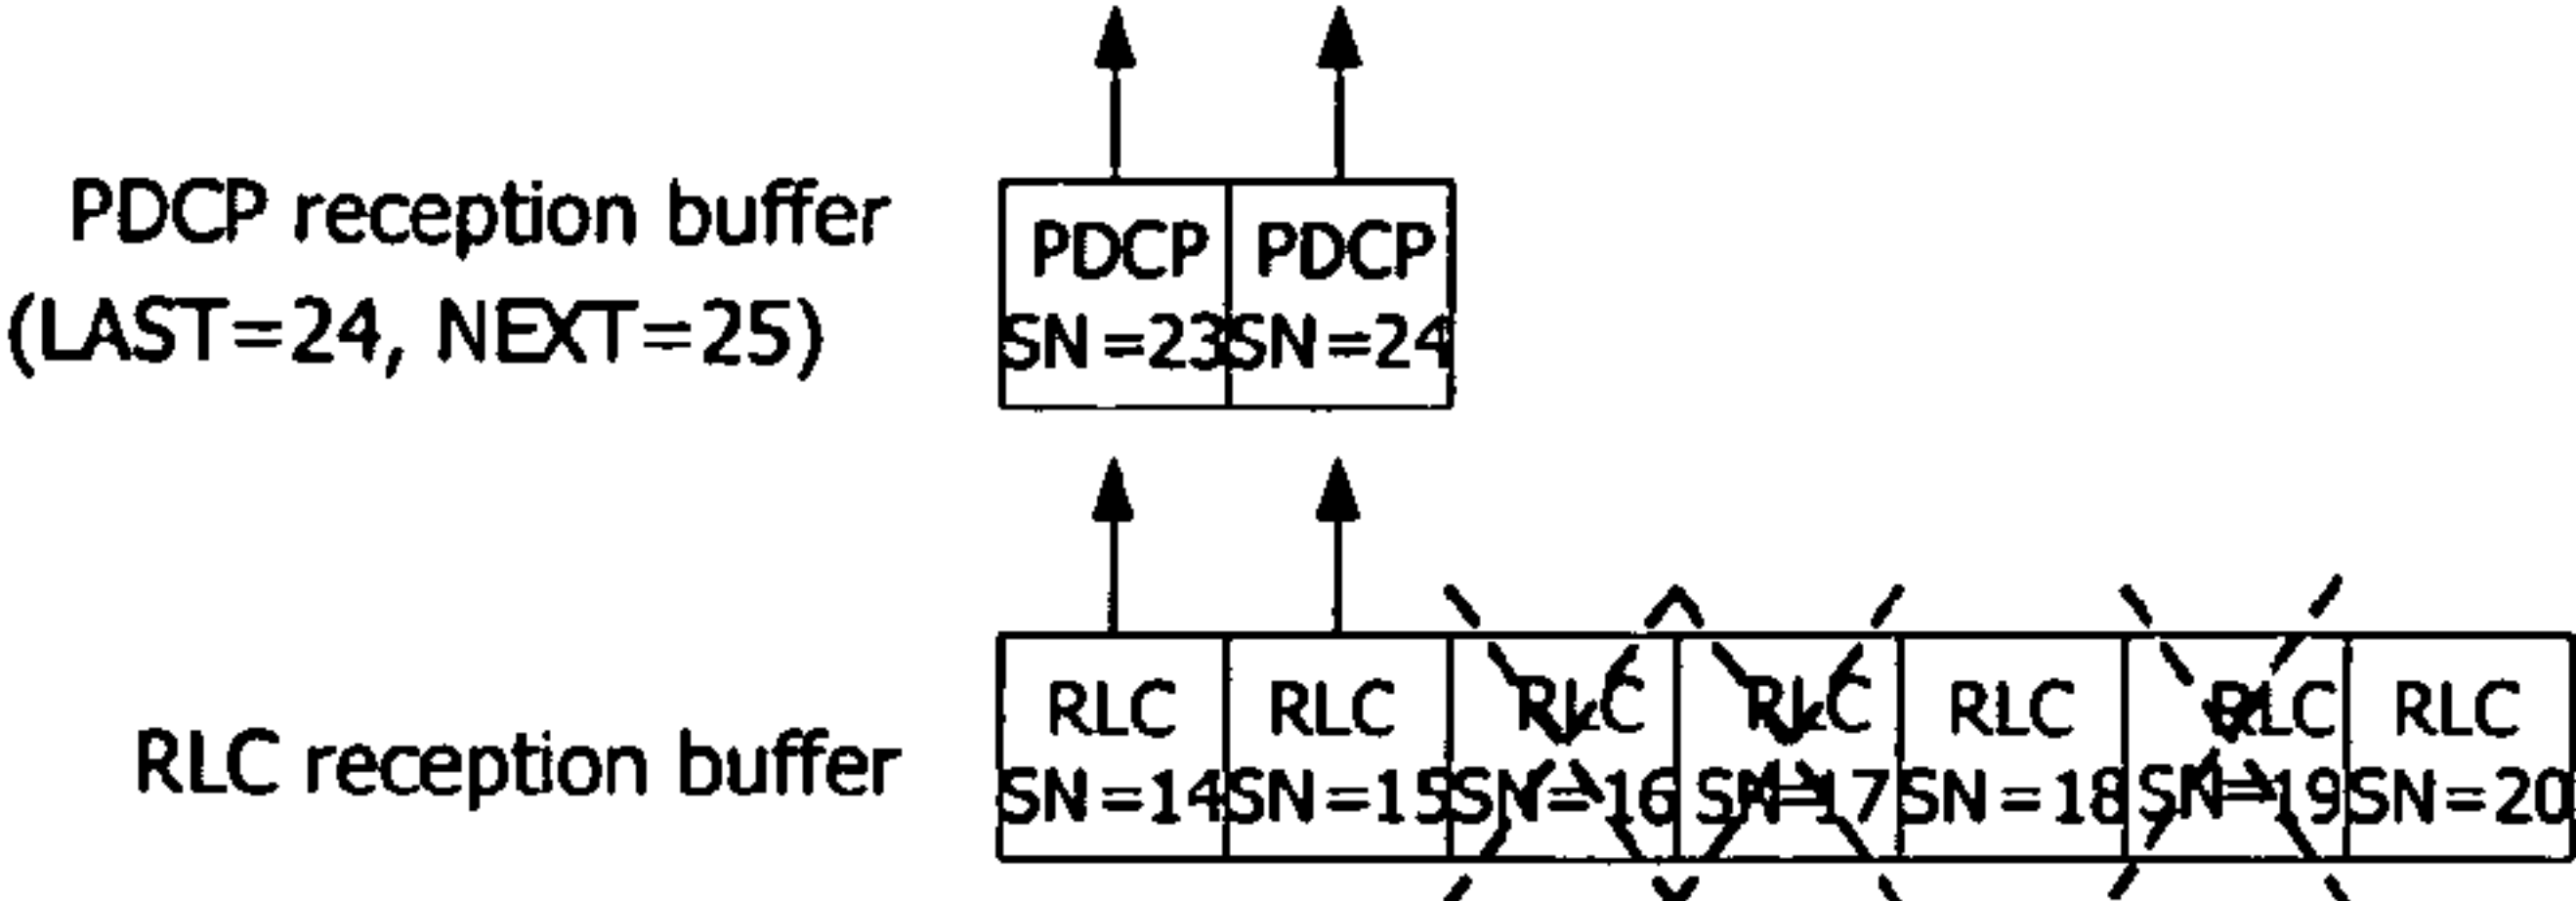 PDCP reception buffer
(LAST=24, NEXT=25)
PDCP PDCP
SN=23 SN=24
RLC reception buffer
RLC RLC RLC RLC RLC RLC RLC
SN=14 SN=15 SN=16 SN=17 SN=18 SN=19 SN=20